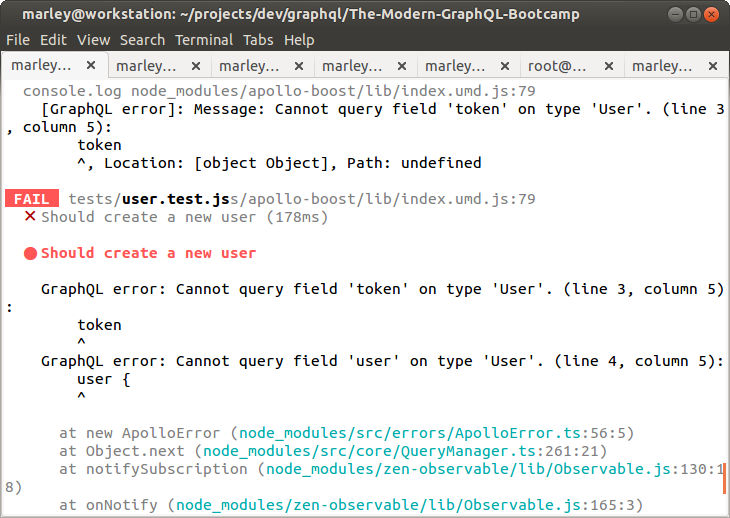 marley@workstation: ~/projects/dev/graphql/The-Modern-GraphQL-Bootcamp
File Edit View Search Terminal Tabs Help
marley... × marley... × marley... × marley... × marley... × root@... × marley... ×
console.log node_modules/apollo-boost/lib/index.umd.js:79
[GraphQL error]: Message: Cannot query field 'token' on type 'User'. (line 3
, column 5):
token
^, Location: [object Object], Path: undefined
FAIL tests/user.test.jss/apollo-boost/lib/index.umd.js:79
✕ Should create a new user (178ms)
● Should create a new user
GraphQL error: Cannot query field 'token' on type 'User'. (line 3, column 5)
:
token
^
GraphQL error: Cannot query field 'user' on type 'User'. (line 4, column 5):
user {
^
at new ApolloError (node_modules/src/errors/ApolloError.ts:56:5)
at Object.next (node_modules/src/core/QueryManager.ts:261:21)
at notifySubscription (node_modules/zen-observable/lib/Observable.js:130:1
8)
at onNotify (node_modules/zen-observable/lib/Observable.js:165:3)